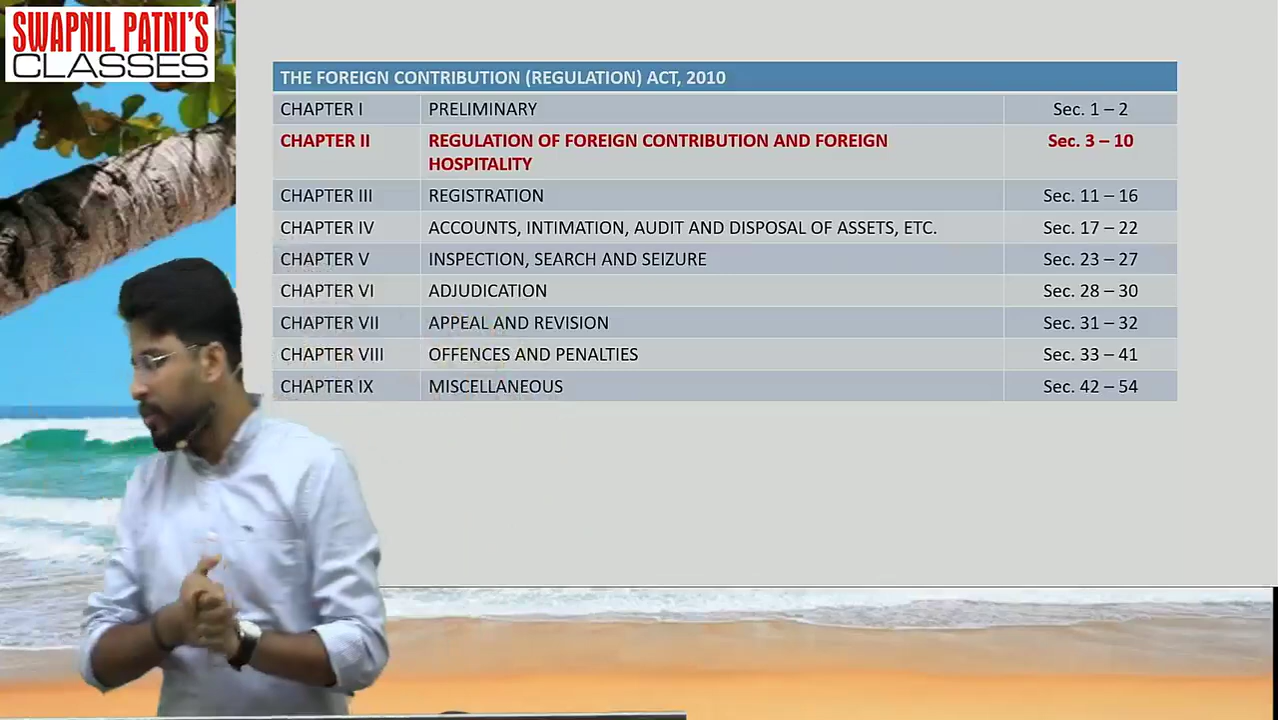 SWAPNIL PATNI'S
CLASSES
THE FOREIGN CONTRIBUTION (REGULATION) ACT, 2010
CHAPTER I PRELIMINARY Sec. 1 – 2
CHAPTER II REGULATION OF FOREIGN CONTRIBUTION AND FOREIGN HOSPITALITY Sec. 3 – 10
CHAPTER III REGISTRATION Sec. 11 – 16
CHAPTER IV ACCOUNTS, INTIMATION, AUDIT AND DISPOSAL OF ASSETS, ETC. Sec. 17 – 22
CHAPTER V INSPECTION, SEARCH AND SEIZURE Sec. 23 – 27
CHAPTER VI ADJUDICATION Sec. 28 – 30
CHAPTER VII APPEAL AND REVISION Sec. 31 – 32
CHAPTER VIII OFFENCES AND PENALTIES Sec. 33 – 41
CHAPTER IX MISCELLANEOUS Sec. 42 – 54